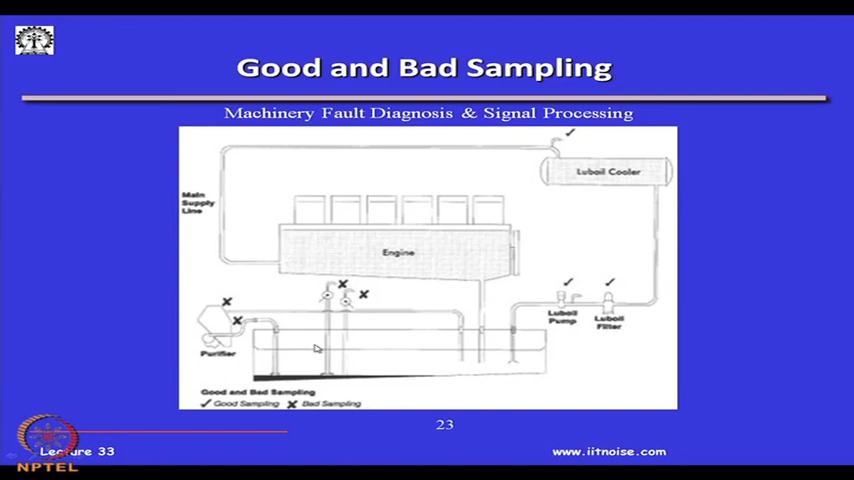 Good and Bad Sampling
Machinery Fault Diagnosis & Signal Processing
Luboil Cooler
Main
Supply
Line
Engine
Luboil
Pump
Luboil
Filter
Purifier
Good and Bad Sampling
✓ Good Sampling ✗ Bad Sampling
23
Lecture 33
www.iitnoise.com
NPTEL